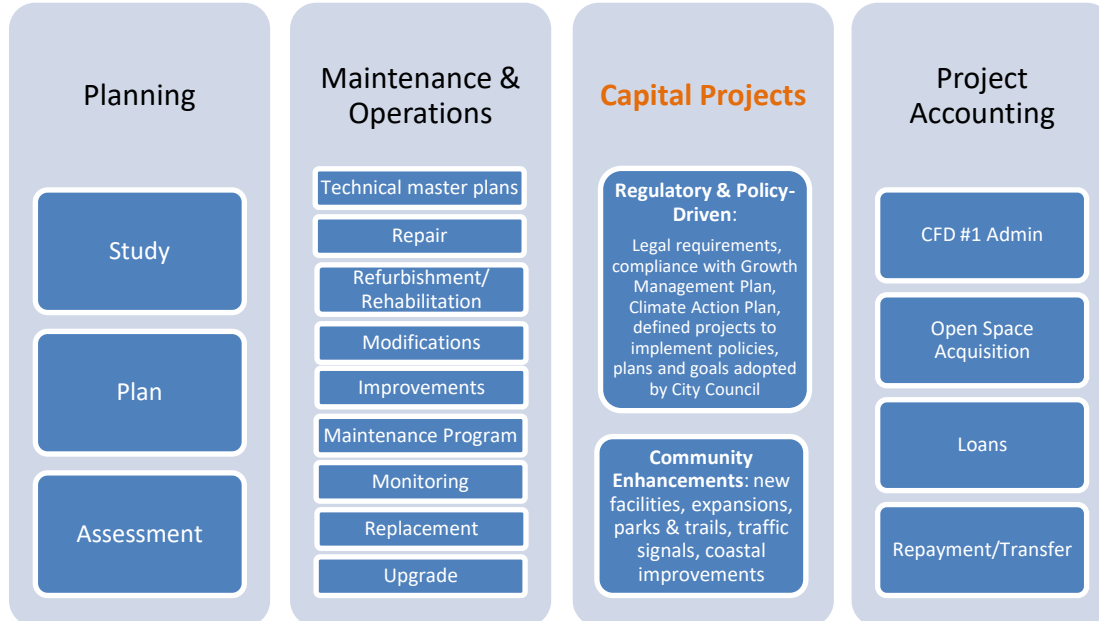 Planning
Study
Plan
Assessment
Maintenance &
Operations
Technical master plans
Repair
Refurbishment/
Rehabilitation
Modifications
Improvements
Maintenance Program
Monitoring
Replacement
Upgrade
Capital Projects
Regulatory & Policy-
Driven:
Legal requirements,
compliance with Growth
Management Plan,
Climate Action Plan,
defined projects to
implement policies,
plans and goals adopted
by City Council
Community
Enhancements: new
facilities, expansions,
parks & trails, traffic
signals, coastal
improvements
Project
Accounting
CFD #1 Admin
Open Space
Acquisition
Loans
Repayment/Transfer